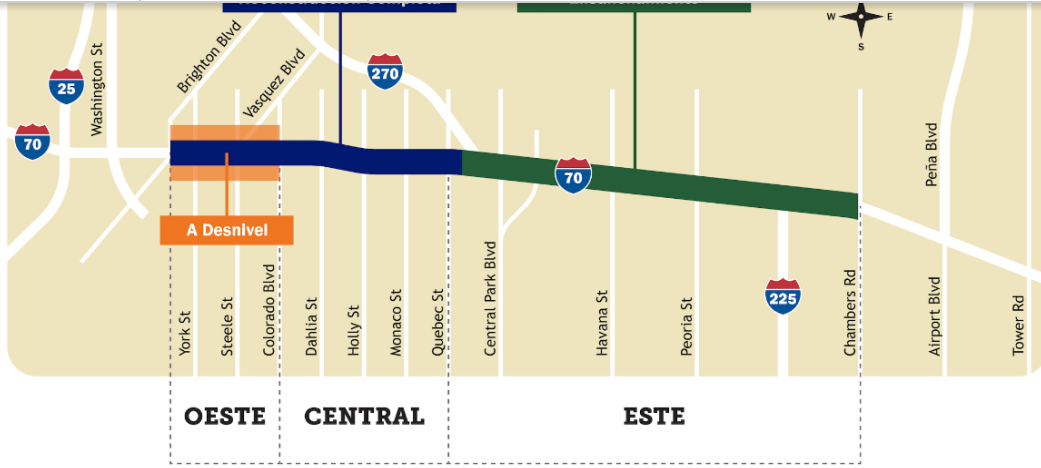 W
E
S
Brighton Blvd
Vasquez Blvd
Washington St
25
270
70
70
Peña Blvd
A Desnivel
225
York St
Steele St
Colorado Blvd
Dahlia St
Holly St
Monaco St
Quebec St
Central Park Blvd
Havana St
Peoria St
Chambers Rd
Airport Blvd
Tower Rd
OESTE
CENTRAL
ESTE